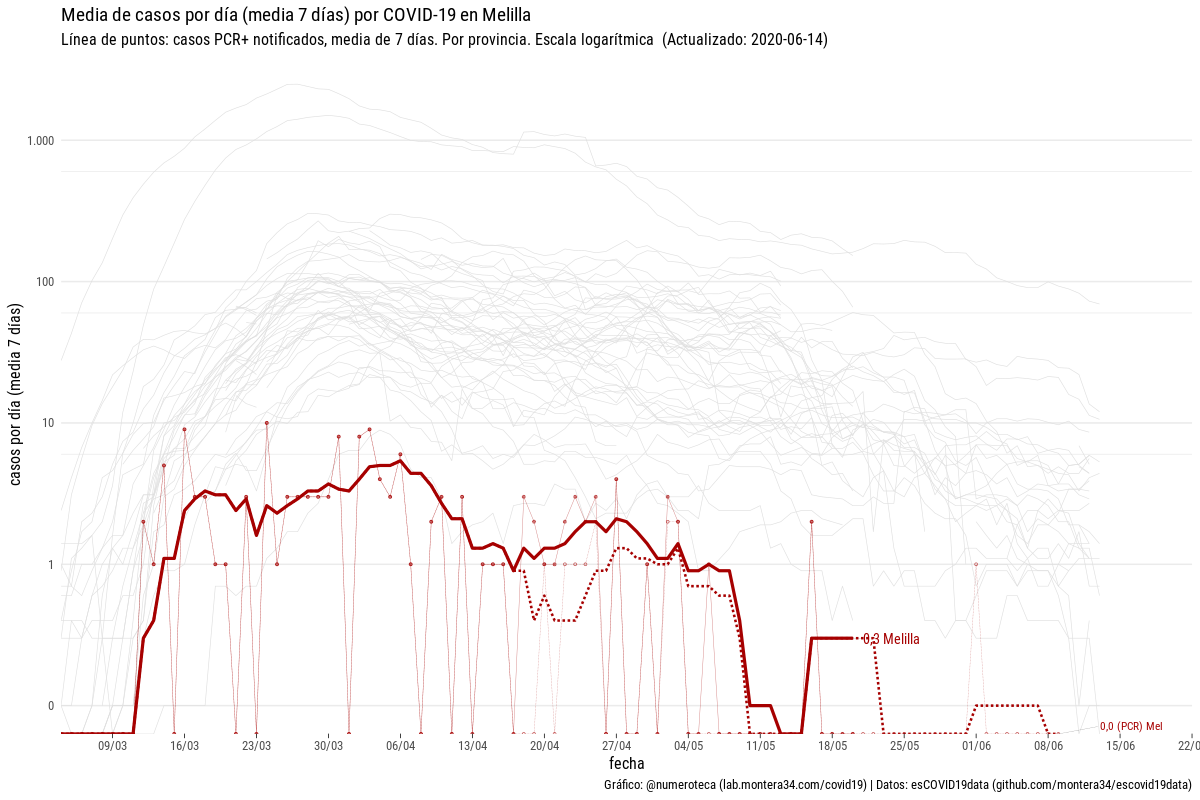 Media de casos por día (media 7 días) por COVID-19 en Melilla
Línea de puntos: casos PCR+ notificados, media de 7 días. Por provincia. Escala logarítmica (Actualizado: 2020-06-14)
casos por día (media 7 días)
1.000
100
10
1
0
0,3 Melilla
0,0 (PCR) Mel
09/03 16/03 23/03 30/03 06/04 13/04 20/04 27/04 04/05 11/05 18/05 25/05 01/06 08/06 15/06 22/0
fecha
Gráfico: @numeroteca (lab.montera34.com/covid19) | Datos: esCOVID19data (github.com/montera34/escovid19data)